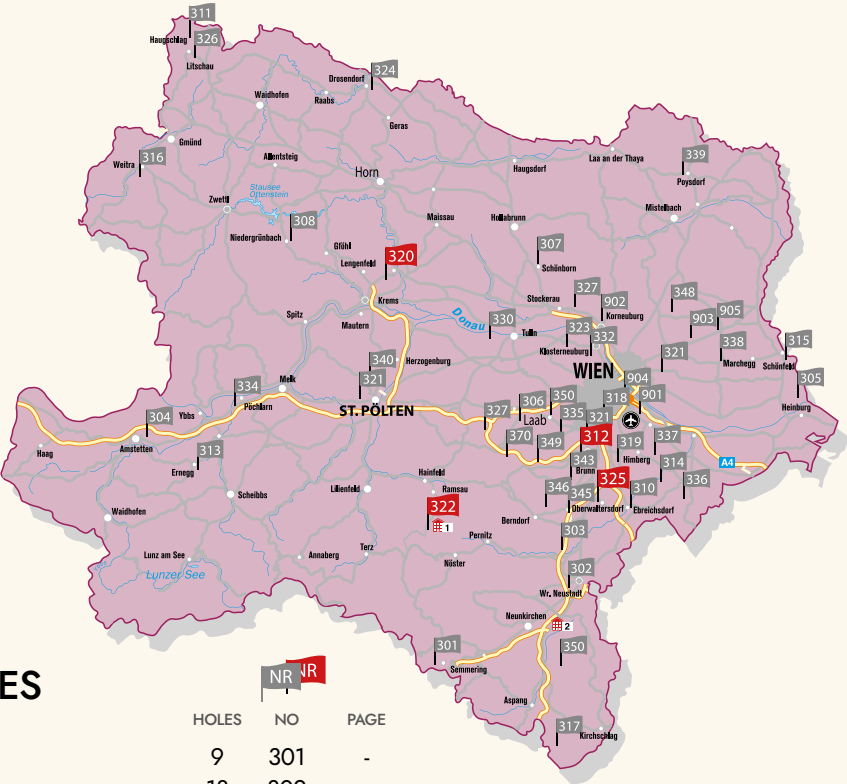 311
Haugschlag 326
Litschau
324
Drosendorf
Waidhofen Raabs
Geras
Gmünd
339
Laa an der Thaya
316
Weitra
Allentsteig
Haugsdorf
Poysdorf
Horn
Stausee
Ottenstein
Zwettl
Maissau
Hollabrunn
Mistelbach
308
Niedergrünbach
Gföhl
307
320
Lengenfeld
Schönborn
327
348
Stockerau
902
Krems
Korneuburg
Spitz
Donau
905
Mautern
330
323
903
Tulln
332
338
315
Klosterneuburg
321
Marchegg
340
Herzogenburg
Schönfeld
WIEN
Melk
321
904
305
334
306 350
318
901
Pöchlarn
ST. PÖLTEN
Heinburg
304
Ybbs
327
Laab
335
321
312
337
Amstetten
370
349
319
Haag
313
343
Himberg
314
A4
Ernegg
Hainfeld
Brunn
325
336
Scheibbs
Lilienfeld
Ramsau
346
345
310
322
Oberwaltersdorf
Ebreichsdorf
Waidhofen
1
Berndorf
303
Pernitz
Lunz am See
Annaberg
Terz
Nöster
302
Lunzer See
Wr. Neustadt
Neunkirchen
2
301
350
Semmering
Aspang
317
Kirchschlag
ES
NR NR
HOLES NO PAGE
9 301 -